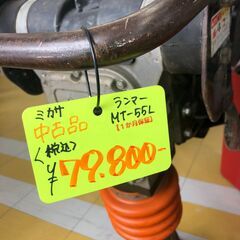 ミカサ ランマー
中古品 MT-55L
【1か月保証】
(税込)
¥79.800-